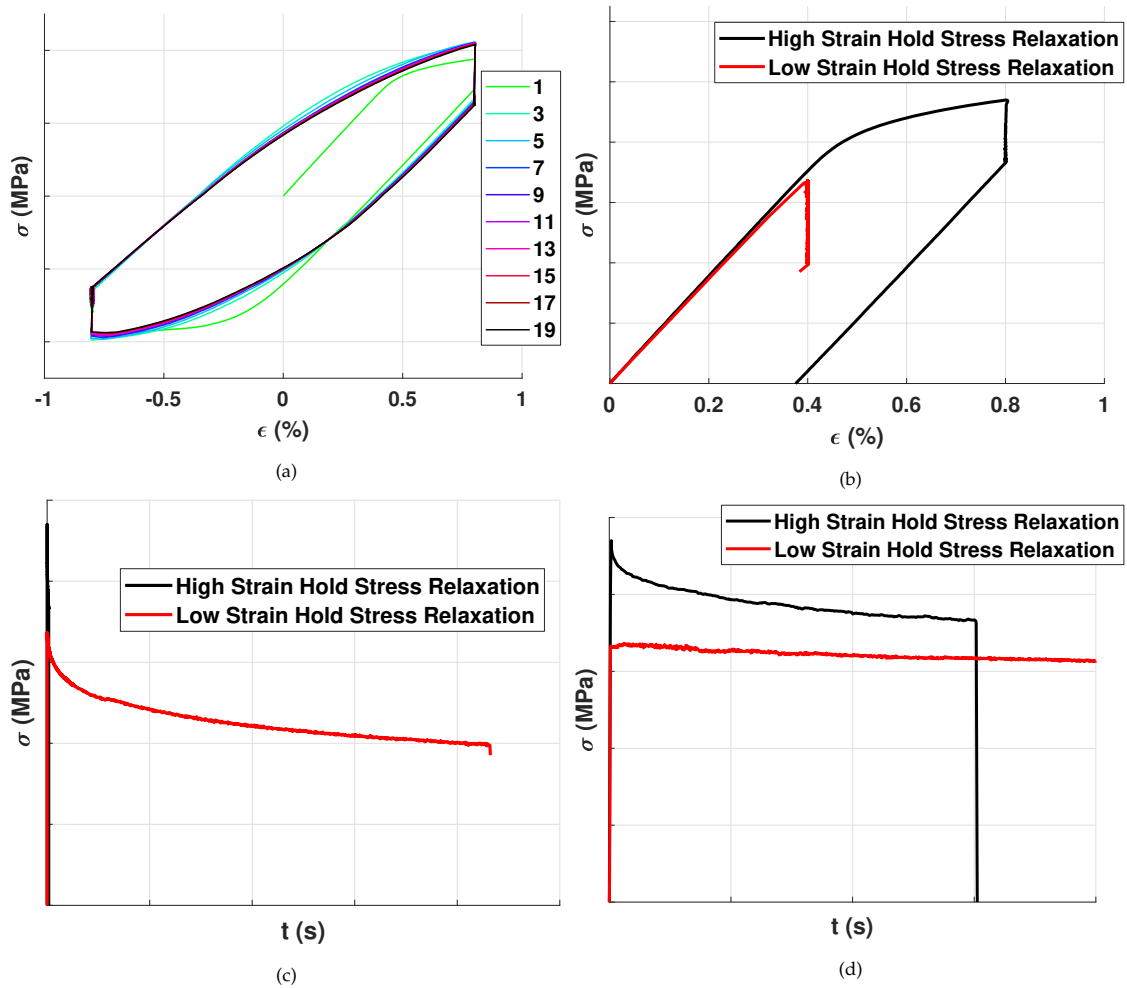 σ (MPa)
1
3
5
7
9
11
13
15
17
19
-1
-0.5
0
0.5
1
ϵ (%)
(a)
High Strain Hold Stress Relaxation
Low Strain Hold Stress Relaxation
σ (MPa)
0
0.2
0.4
0.6
0.8
1
ϵ (%)
(b)
High Strain Hold Stress Relaxation
Low Strain Hold Stress Relaxation
σ (MPa)
t (s)
(c)
High Strain Hold Stress Relaxation
Low Strain Hold Stress Relaxation
σ (MPa)
t (s)
(d)